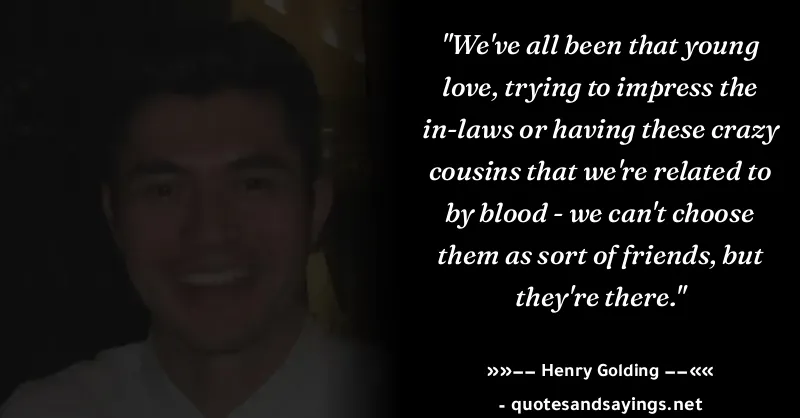 "We've all been that young
love, trying to impress the
in-laws or having these crazy
cousins that we're related to
by blood - we can't choose
them as sort of friends, but
they're there."
»»−− Henry Golding −−««
- quotesandsayings.net